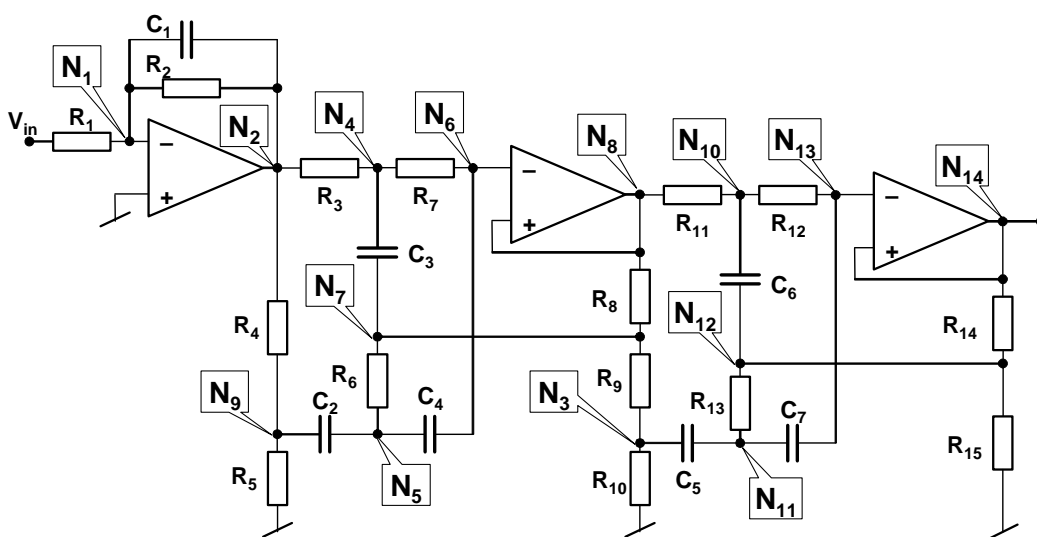 C1
R2
N1
Vin
R1
−
+
N2
N4
R3
N6
R7
−
+
N8
N10
R11
N13
R12
−
+
N14
C3
C6
N7
R8
N12
R14
R4
R6
R9
R13
N9
C2
C4
N3
C7
R5
N5
R10
C5
N11
R15